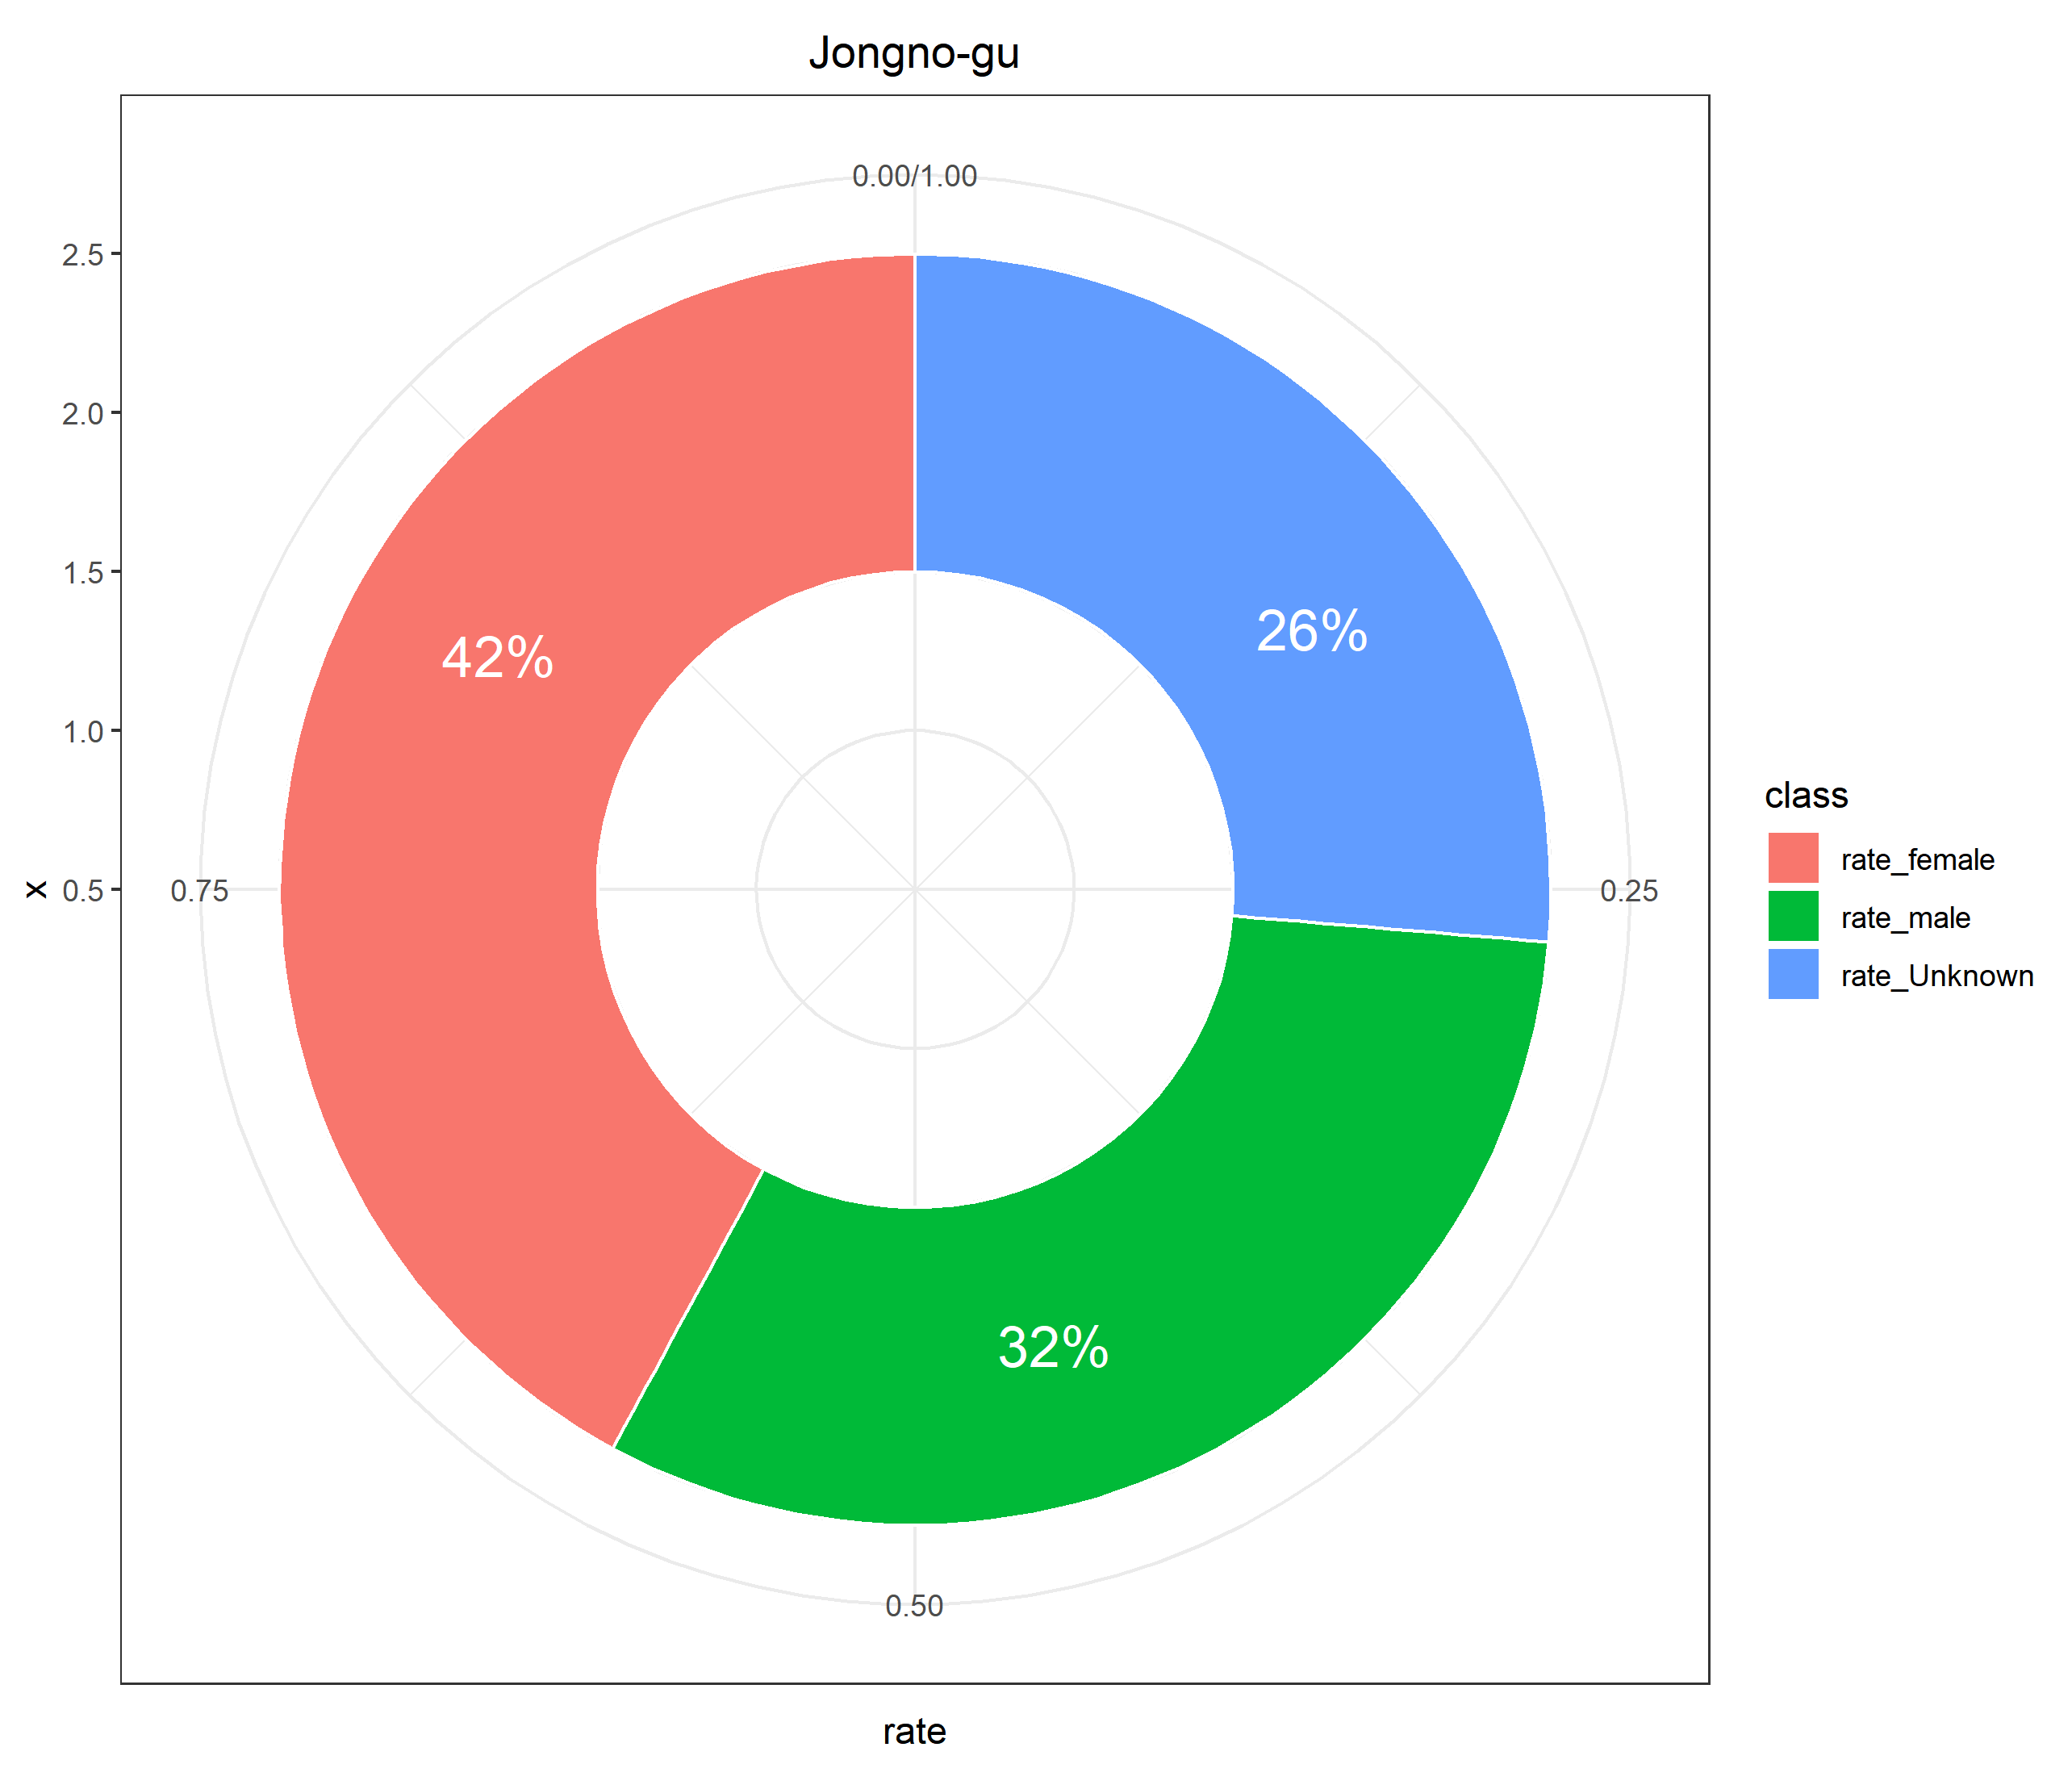 Jongno-gu
0.00/1.00
2.5
2.0
1.5
1.0
x 0.5
0.75
0.25
0.50
42%
26%
32%
rate
class
rate_female
rate_male
rate_Unknown